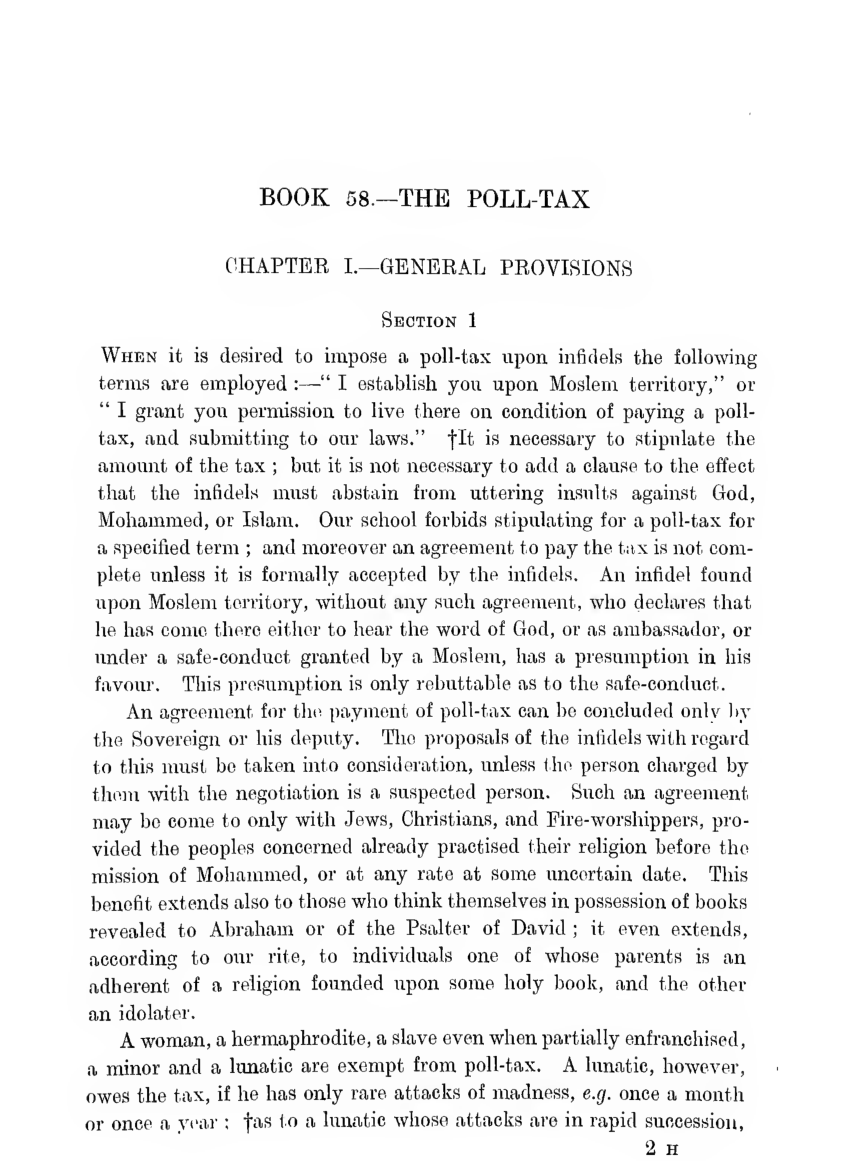 BOOK 58.—THE POLL-TAX
CHAPTER I.—GENERAL PROVISIONS
SECTION 1
WHEN it is desired to impose a poll-tax upon infidels the following
terms are employed :—“ I establish you upon Moslem territory,” or
“ I grant you permission to live there on condition of paying a poll-
tax, and submitting to our laws.” †It is necessary to stipulate the
amount of the tax ; but it is not necessary to add a clause to the effect
that the infidels must abstain from uttering insults against God,
Mohammed, or Islam. Our school forbids stipulating for a poll-tax for
a specified term ; and moreover an agreement to pay the tax is not com-
plete unless it is formally accepted by the infidels. An infidel found
upon Moslem territory, without any such agreement, who declares that
he has come there either to hear the word of God, or as ambassador, or
under a safe-conduct granted by a Moslem, has a presumption in his
favour. This presumption is only rebuttable as to the safe-conduct.
An agreement for the payment of poll-tax can be concluded only by
the Sovereign or his deputy. The proposals of the infidels with regard
to this must be taken into consideration, unless the person charged by
them with the negotiation is a suspected person. Such an agreement
may be come to only with Jews, Christians, and Fire-worshippers, pro-
vided the peoples concerned already practised their religion before the
mission of Mohammed, or at any rate at some uncertain date. This
benefit extends also to those who think themselves in possession of books
revealed to Abraham or of the Psalter of David ; it even extends,
according to our rite, to individuals one of whose parents is an
adherent of a religion founded upon some holy book, and the other
an idolater.
A woman, a hermaphrodite, a slave even when partially enfranchised,
a minor and a lunatic are exempt from poll-tax. A lunatic, however,
owes the tax, if he has only rare attacks of madness, e.g. once a month
or once a year ; †as to a lunatic whose attacks are in rapid succession,
2 H